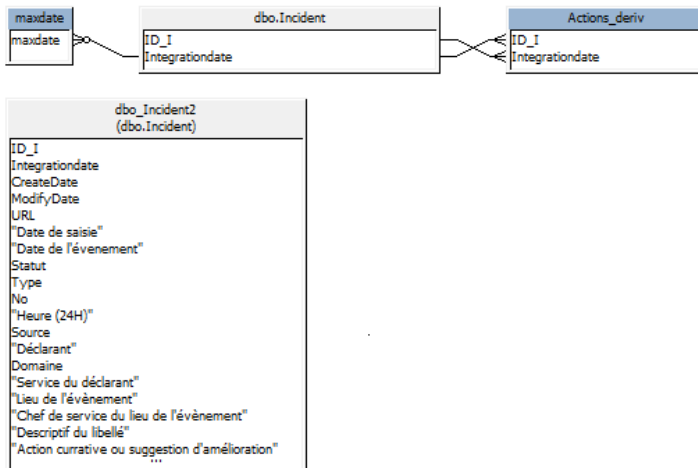 maxdate
maxdate
dbo.Incident
ID_I
Integrationdate
Actions_deriv
ID_I
Integrationdate
dbo_Incident2
(dbo.Incident)
ID_I
Integrationdate
CreateDate
ModifyDate
URL
"Date de saisie"
"Date de l'évenement"
Statut
Type
No
"Heure (24H)"
Source
"Déclarant"
Domaine
"Service du déclarant"
"Lieu de l'évènement"
"Chef de service du lieu de l'évènement"
"Descriptif du libellé"
"Action currative ou suggestion d'amélioration"
...